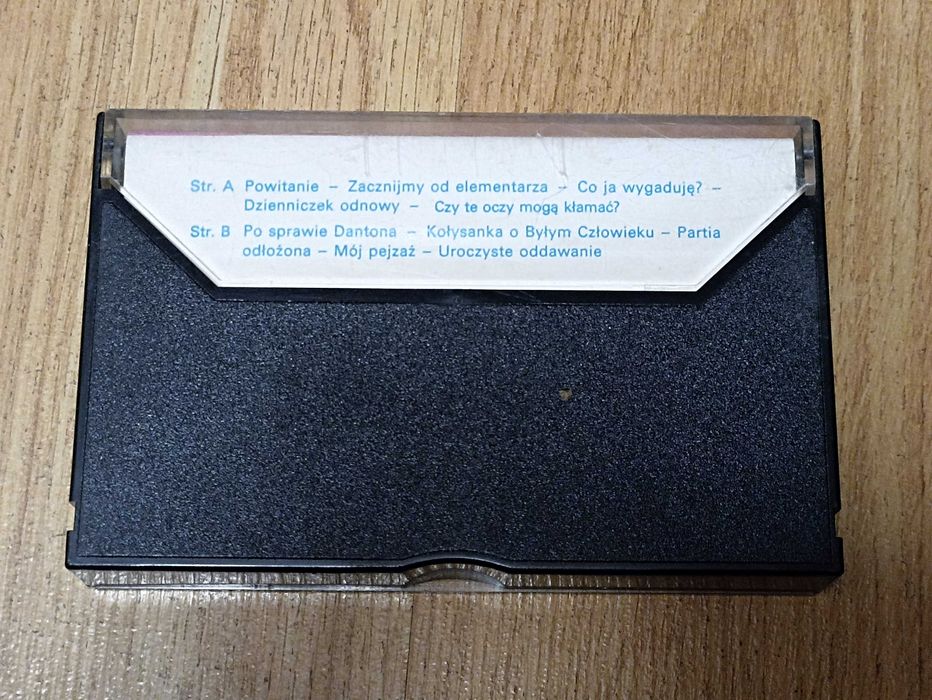 Str. A Powitanie – Zacznijmy od elementarza – Co ja wygaduję? –
Dzienniczek odnowy – Czy te oczy mogą kłamać?
Str. B Po sprawie Dantona – Kołysanka o Byłym Człowieku – Partia
odłożona – Mój pejzaż – Uroczyste oddawanie